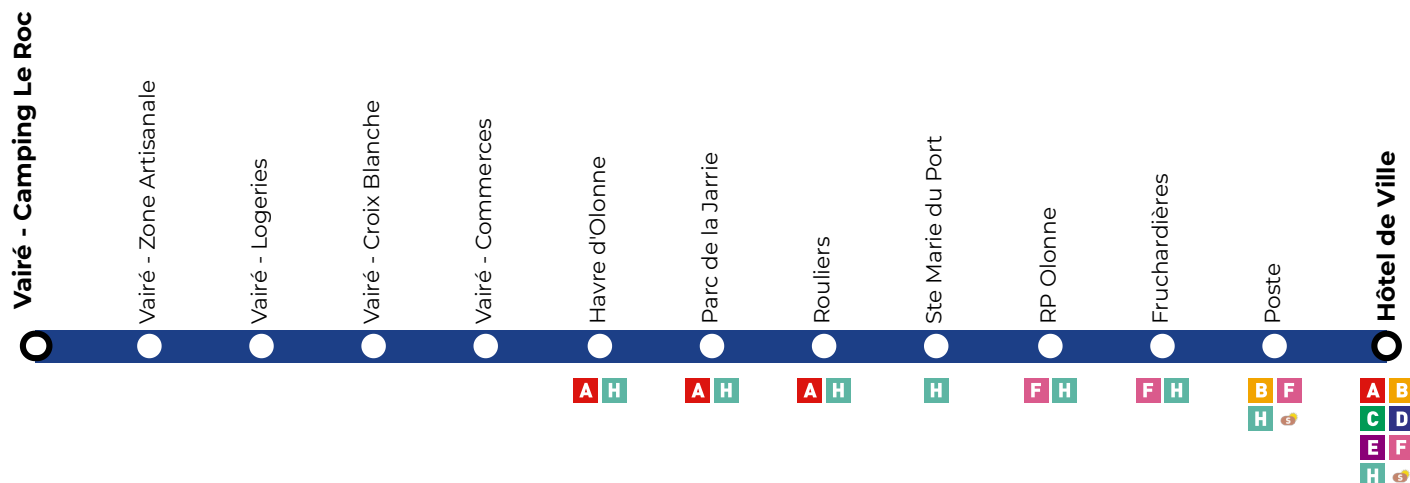 Vairé - Camping Le Roc
Vairé - Zone Artisanale
Vairé - Logeries
Vairé - Croix Blanche
Vairé - Commerces
Havre d'Olonne
Parc de la Jarrie
Rouliers
Ste Marie du Port
RP Olonne
Fruchardières
Poste
Hôtel de Ville
A H
A H
A H
H
F H
F H
B F
H S
A B
C D
E F
H S